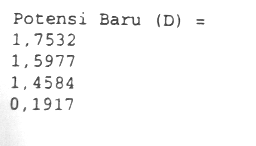 Potensi Baru (D) =
1,7532
1,5977
1,4584
0,1917